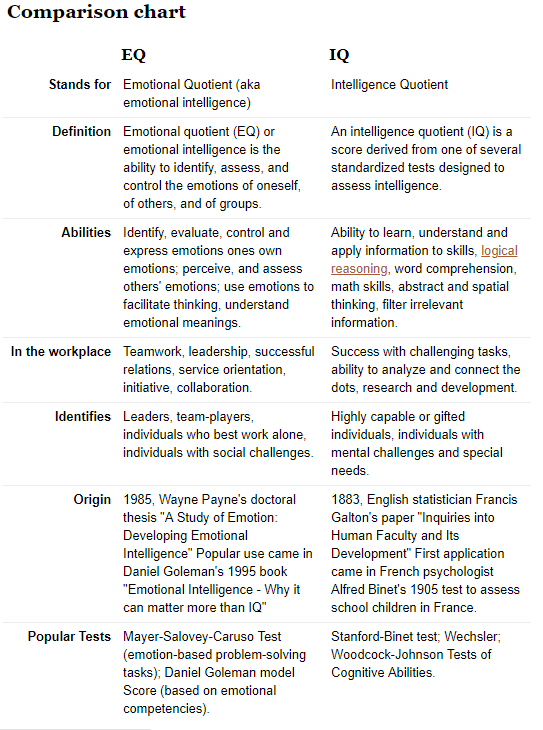 Comparison chart
EQ IQ
Stands for Emotional Quotient (aka Intelligence Quotient
emotional intelligence)
Definition Emotional quotient (EQ) or An intelligence quotient (IQ) is a
emotional intelligence is the score derived from one of several
ability to identify, assess, and standardized tests designed to
control the emotions of oneself, assess intelligence.
of others, and of groups.
Abilities Identify, evaluate, control and Ability to learn, understand and
express emotions ones own apply information to skills, logical
emotions; perceive, and assess reasoning, word comprehension,
others' emotions; use emotions to math skills, abstract and spatial
facilitate thinking, understand thinking, filter irrelevant
emotional meanings. information.
In the workplace Teamwork, leadership, successful Success with challenging tasks,
relations, service orientation, ability to analyze and connect the
initiative, collaboration. dots, research and development.
Identifies Leaders, team-players, Highly capable or gifted
individuals who best work alone, individuals, individuals with
individuals with social challenges. mental challenges and special
needs.
Origin 1985, Wayne Payne's doctoral 1883, English statistician Francis
thesis "A Study of Emotion: Galton's paper "Inquiries into
Developing Emotional Human Faculty and Its
Intelligence" Popular use came in Development" First application
Daniel Goleman's 1995 book came in French psychologist
"Emotional Intelligence - Why it Alfred Binet's 1905 test to assess
can matter more than IQ" school children in France.
Popular Tests Mayer-Salovey-Caruso Test Stanford-Binet test; Wechsler;
(emotion-based problem-solving Woodcock-Johnson Tests of
tasks); Daniel Goleman model Cognitive Abilities.
Score (based on emotional
competencies).